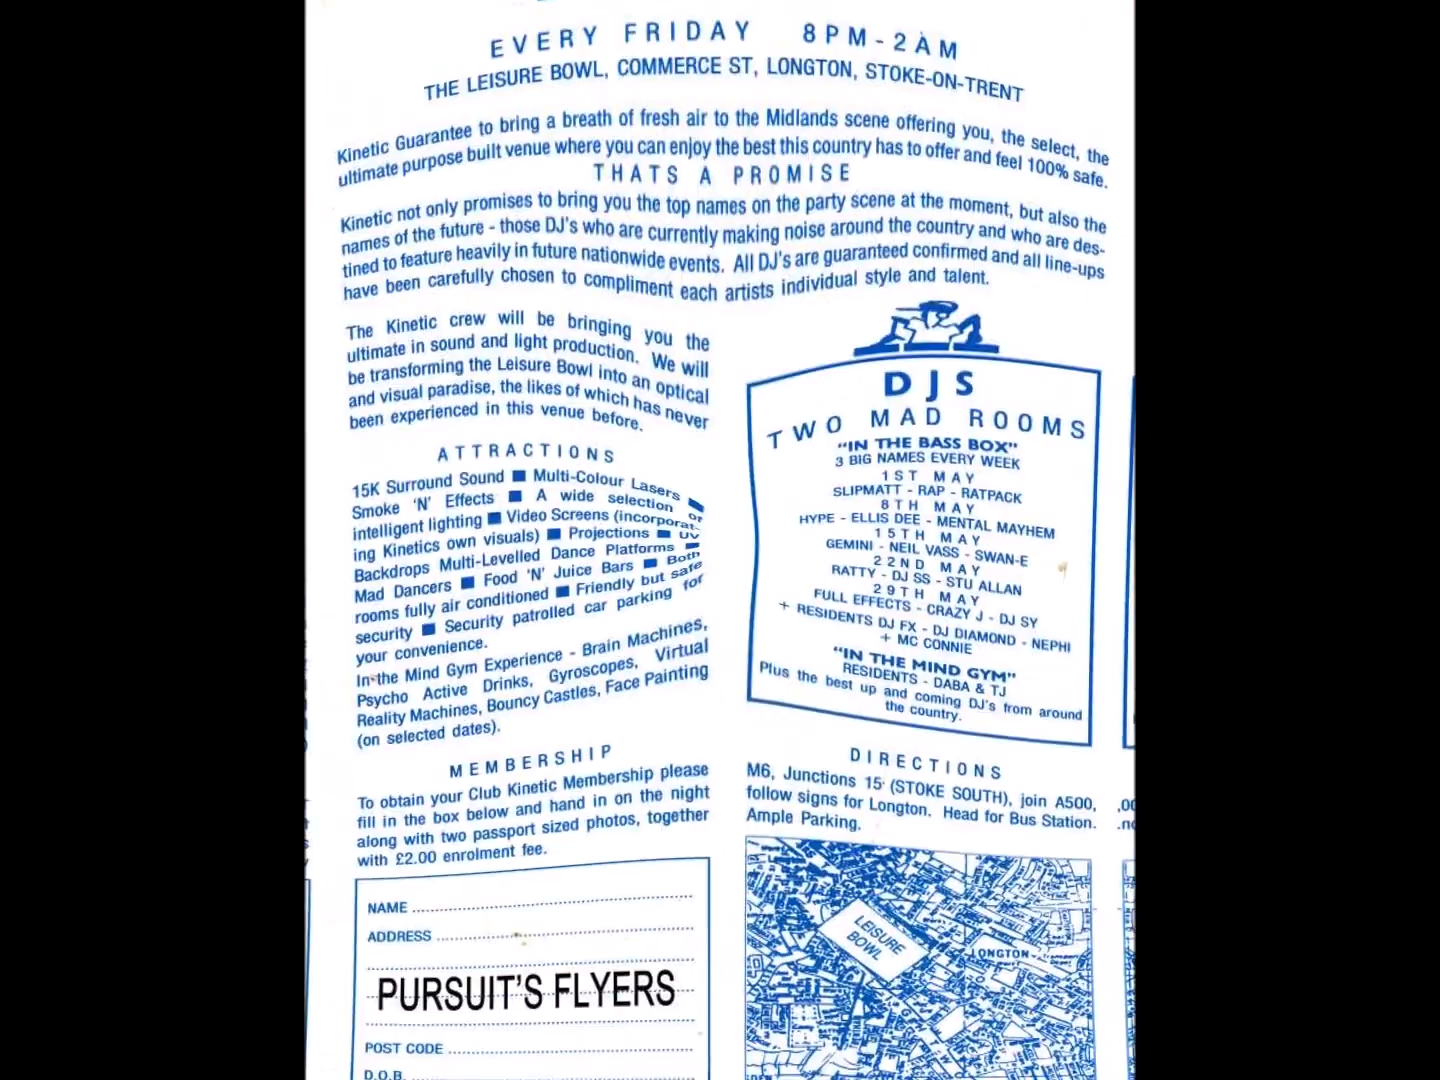 EVERY FRIDAY 8PM-2AM
THE LEISURE BOWL, COMMERCE ST, LONGTON, STOKE-ON-TRENT
Kinetic Guarantee to bring a breath of fresh air to the Midlands scene offering you, the select, the
ultimate purpose built venue where you can enjoy the best this country has to offer and feel 100% safe.
THATS A PROMISE
Kinetic not only promises to bring you the top names on the party scene at the moment, but also the
names of the future - those DJ's who are currently making noise around the country and who are des-
tined to feature heavily in future nationwide events. All DJ's are guaranteed confirmed and all line-ups
have been carefully chosen to compliment each artists individual style and talent.
The Kinetic crew will be bringing you the
ultimate in sound and light production. We will
be transforming the Leisure Bowl into an optical
and visual paradise, the likes of which has never
been experienced in this venue before.
ATTRACTIONS
15K Surround Sound ■ Multi-Colour Lasers ■
Smoke 'N' Effects ■ A wide selection of
intelligent lighting ■ Video Screens (incorporat-
ing Kinetics own visuals) ■ Projections ■ UV
Backdrops Multi-Levelled Dance Platforms ■
Mad Dancers ■ Food 'N' Juice Bars ■ Both
rooms fully air conditioned ■ Friendly but safe
security ■ Security patrolled car parking for
your convenience.
In the Mind Gym Experience - Brain Machines,
Psycho Active Drinks, Gyroscopes, Virtual
Reality Machines, Bouncy Castles, Face Painting
(on selected dates).
MEMBERSHIP
To obtain your Club Kinetic Membership please
fill in the box below and hand in on the night
along with two passport sized photos, together
with £2.00 enrolment fee.
NAME
ADDRESS
PURSUIT'S FLYERS
POST CODE
D.O.B.
DJS
TWO MAD ROOMS
"IN THE BASS BOX"
3 BIG NAMES EVERY WEEK
1ST MAY
SLIPMATT - RAP - RATPACK
8TH MAY
HYPE - ELLIS DEE - MENTAL MAYHEM
15TH MAY
GEMINI - NEIL VASS - SWAN-E
22ND MAY
RATTY - DJ SS - STU ALLAN
29TH MAY
FULL EFFECTS - CRAZY J - DJ SY
+ RESIDENTS DJ FX - DJ DIAMOND - NEPHI
+ MC CONNIE
"IN THE MIND GYM"
RESIDENTS - DABA & TJ
Plus the best up and coming DJ's from around
the country.
DIRECTIONS
M6, Junctions 15 (STOKE SOUTH), join A500,
follow signs for Longton. Head for Bus Station.
Ample Parking.
LEISURE
BOWL
LONGTON